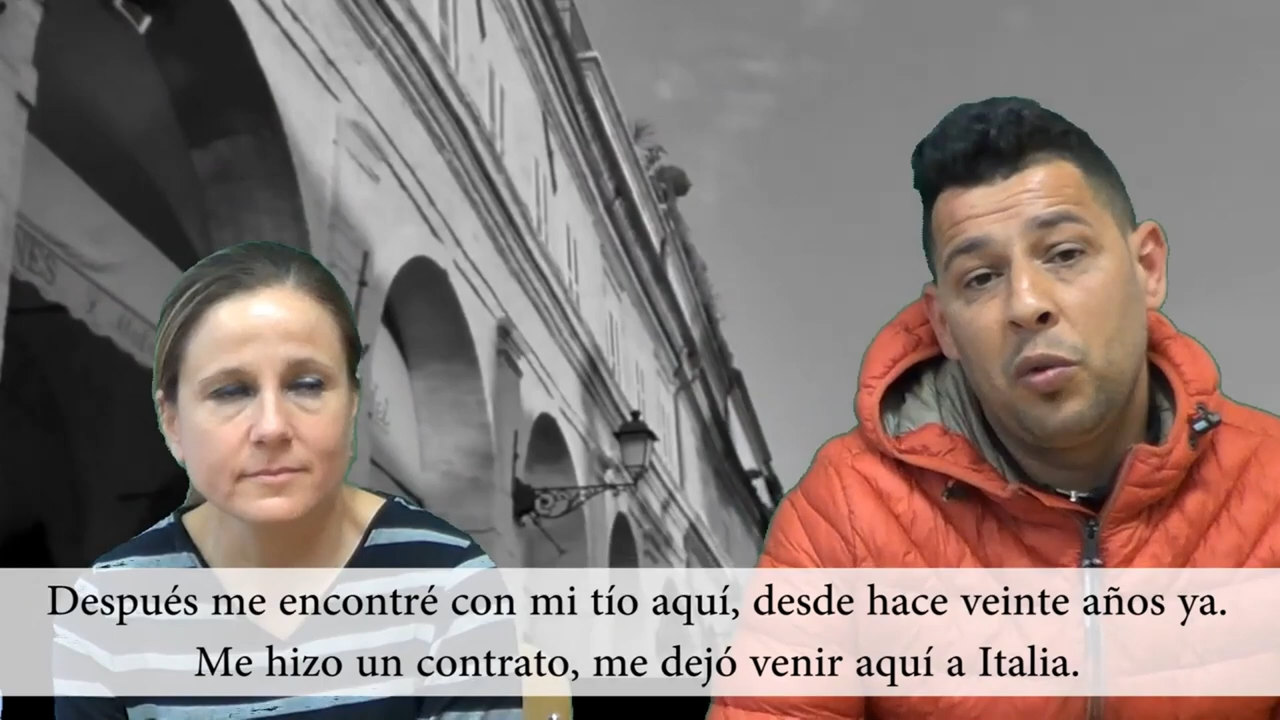 Después me encontré con mi tío aquí, desde hace veinte años ya.
Me hizo un contrato, me dejó venir aquí a Italia.